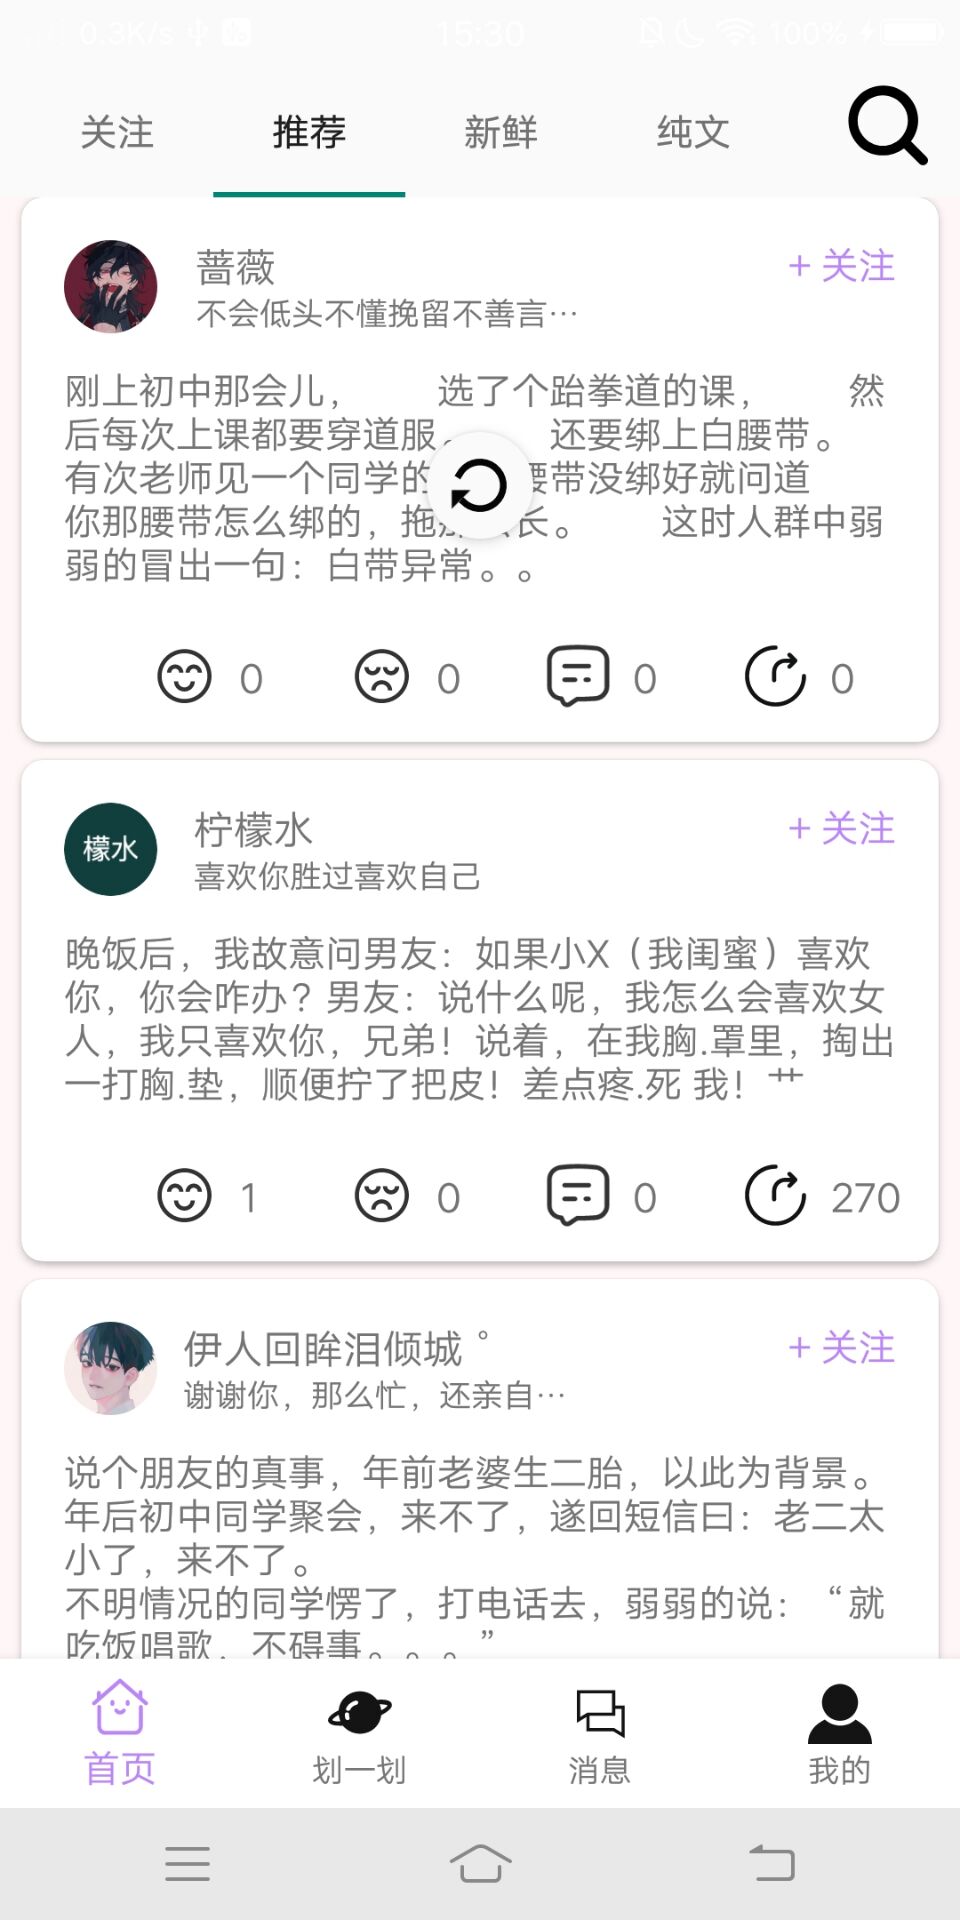 0.3K/s
15:30
100%
关注 推荐 新鲜 纯文
蔷薇
+ 关注
不会低头不懂挽留不善言…
刚上初中那会儿， 选了个跆拳道的课， 然
后每次上课都要穿道服。 还要绑上白腰带。
有次老师见一个同学的 腰带没绑好就问道
你那腰带怎么绑的，拖 长。 这时人群中弱
弱的冒出一句：白带异常。。
0 0 0 0
檬水
柠檬水
+ 关注
喜欢你胜过喜欢自己
晚饭后，我故意问男友：如果小X（我闺蜜）喜欢
你，你会咋办？男友：说什么呢，我怎么会喜欢女
人，我只喜欢你，兄弟！说着，在我胸.罩里，掏出
一打胸.垫，顺便拧了把皮！差点疼.死 我！艹
1 0 0 270
伊人回眸泪倾城゜
+ 关注
谢谢你，那么忙，还亲自…
说个朋友的真事，年前老婆生二胎，以此为背景。
年后初中同学聚会，来不了，遂回短信曰：老二太
小了，来不了。
不明情况的同学愣了，打电话去，弱弱的说：“就
吃饭唱歌，不碍事。。。”
首页 划一划 消息 我的